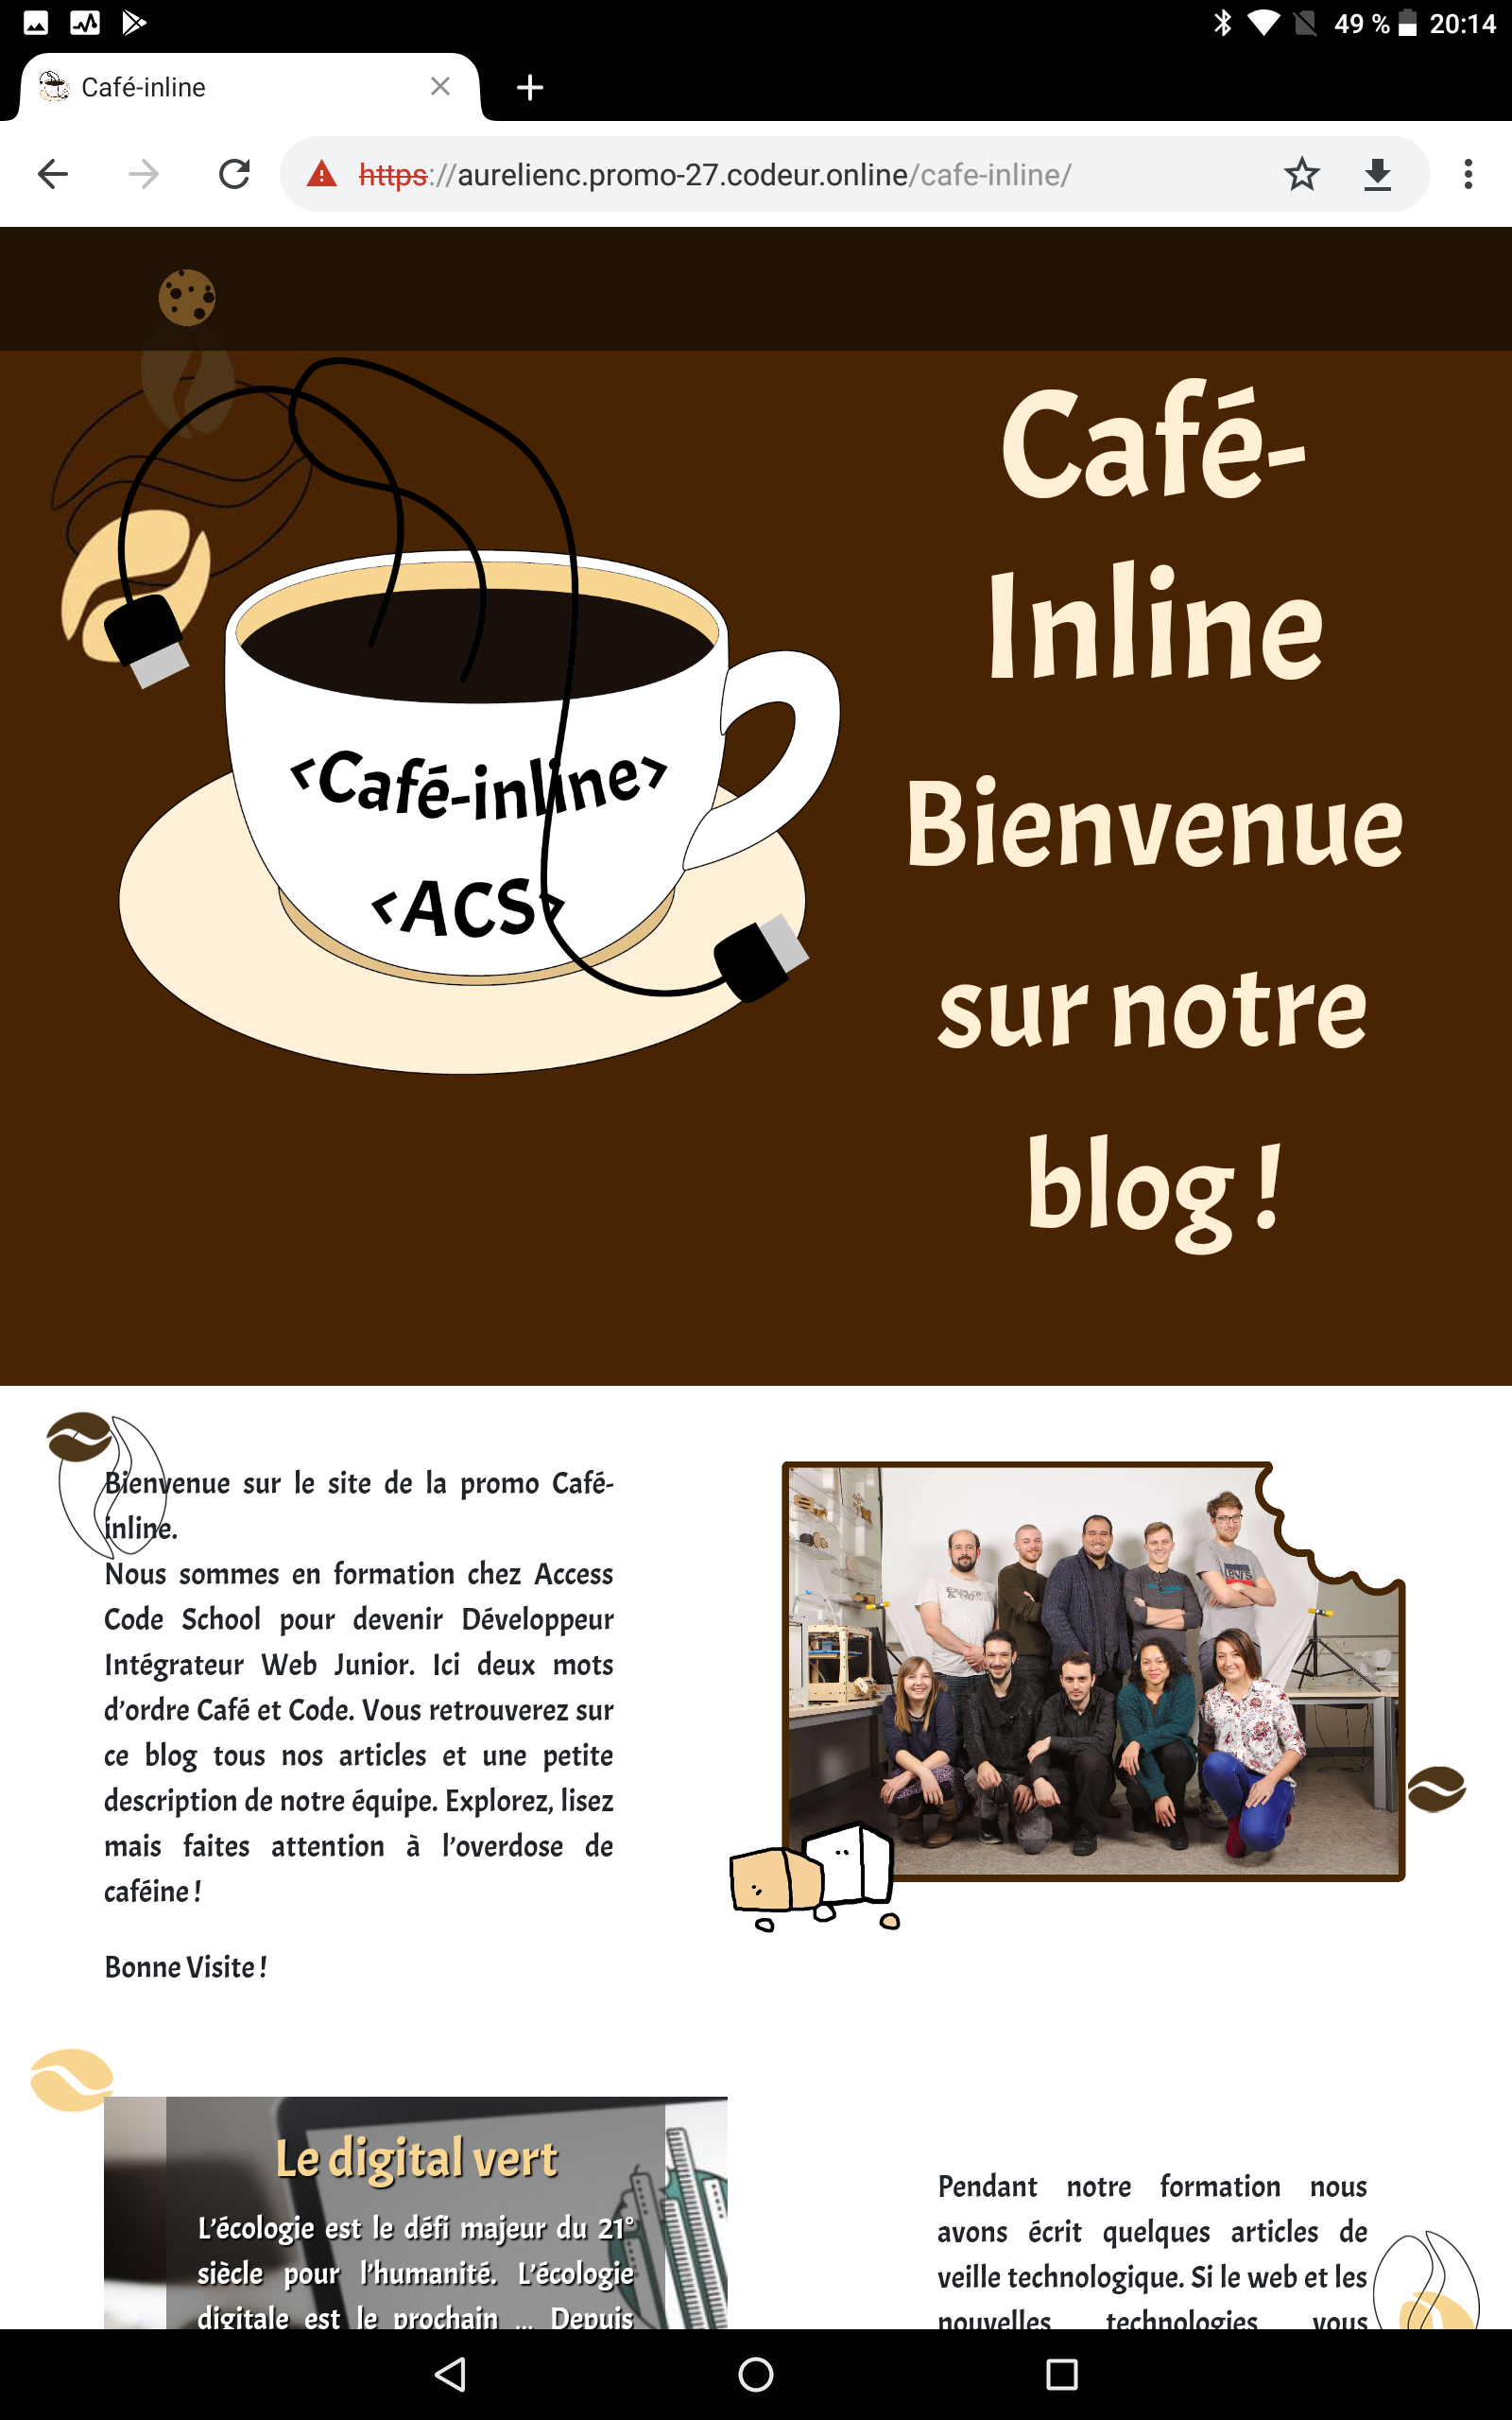 49 % 20:14
Café-inline
https://aurelienc.promo-27.codeur.online/cafe-inline/
Café-
Inline
Bienvenue
sur notre
blog !
<Café-inline>
<ACS>
Bienvenue sur le site de la promo Café-
inline.
Nous sommes en formation chez Access
Code School pour devenir Développeur
Intégrateur Web Junior. Ici deux mots
d’ordre Café et Code. Vous retrouverez sur
ce blog tous nos articles et une petite
description de notre équipe. Explorez, lisez
mais faites attention à l’overdose de
caféine !
Bonne Visite !
Le digital vert
L’écologie est le défi majeur du 21°
siècle pour l’humanité. L’écologie
digitale est le prochain ... Depuis
Pendant notre formation nous
avons écrit quelques articles de
veille technologique. Si le web et les
nouvelles technologies vous